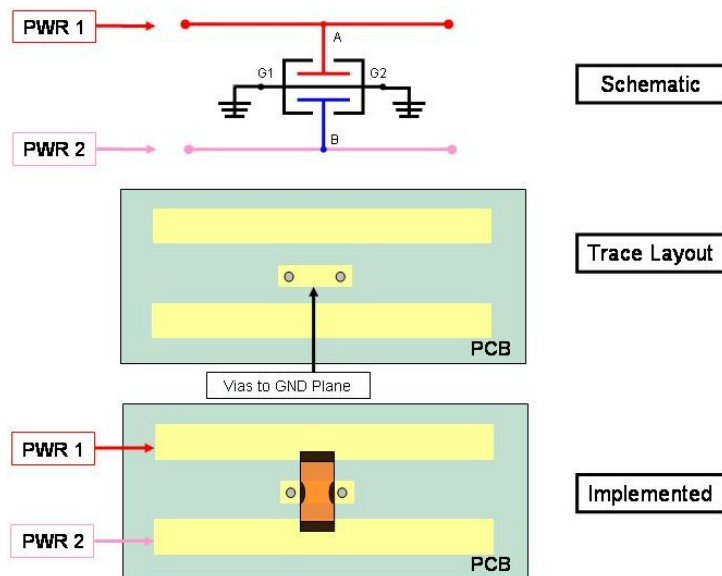 PWR 1
A
G1
G2
Schematic
B
PWR 2
Trace Layout
PCB
Vias to GND Plane
PWR 1
Implemented
PWR 2
PCB